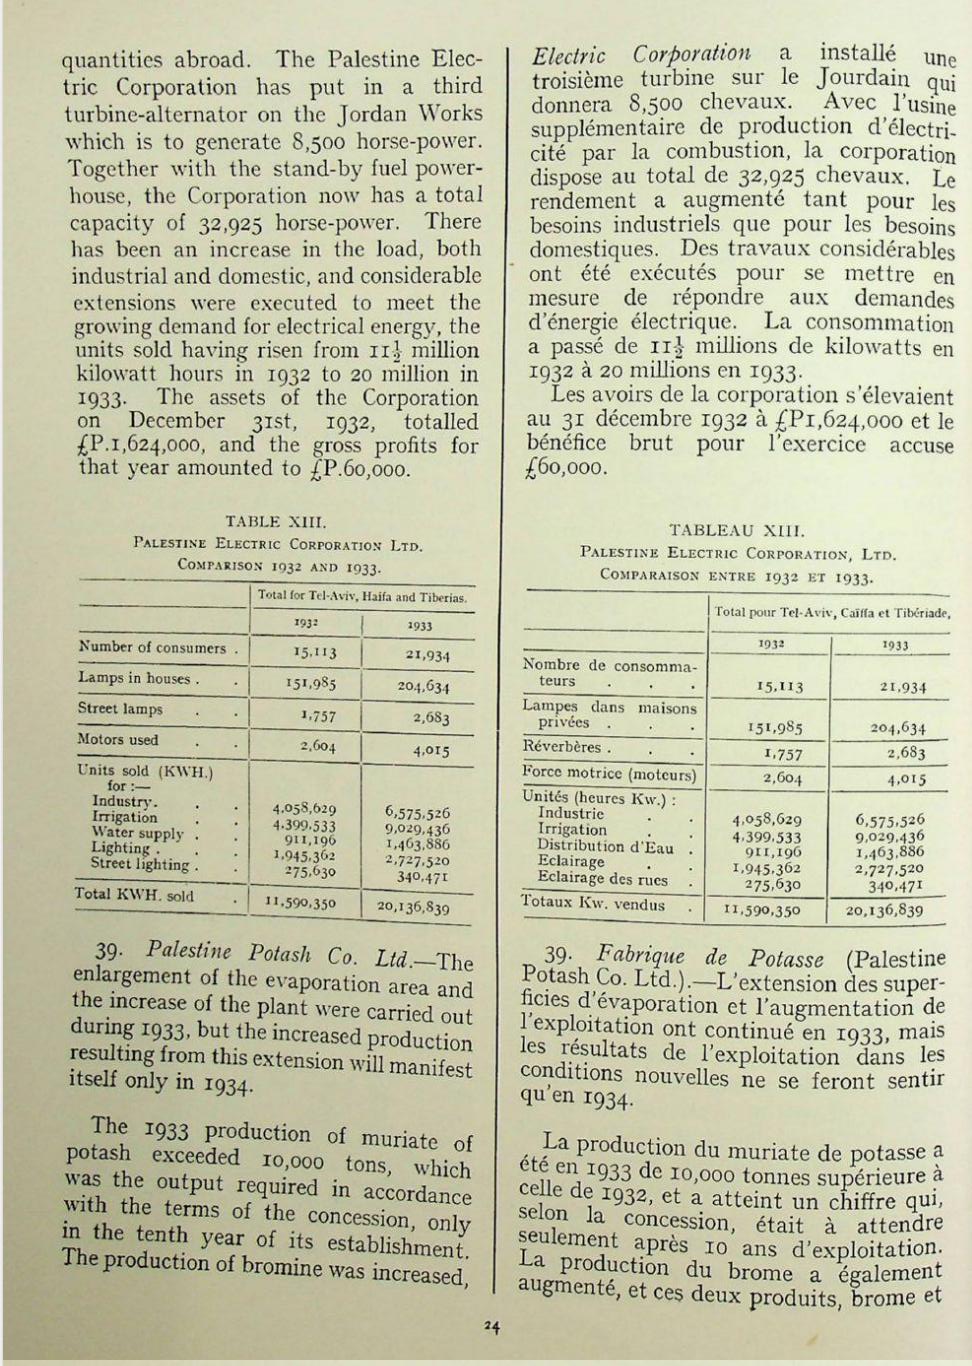 quantities abroad. The Palestine Elec-
tric Corporation has put in a third
turbine-alternator on the Jordan Works
which is to generate 8,500 horse-power.
Together with the stand-by fuel power-
house, the Corporation now has a total
capacity of 32,925 horse-power. There
has been an increase in the load, both
industrial and domestic, and considerable
extensions were executed to meet the
growing demand for electrical energy, the
units sold having risen from 11½ million
kilowatt hours in 1932 to 20 million in
1933. The assets of the Corporation
on December 31st, 1932, totalled
£P.1,624,000, and the gross profits for
that year amounted to £P.60,000.
TABLE XIII.
PALESTINE ELECTRIC CORPORATION LTD.
COMPARISON 1932 AND 1933.
Total for Tel-Aviv, Haifa and Tiberias.
1932 1933
Number of consumers . 15,113 21,934
Lamps in houses . . 151,985 204,634
Street lamps . . 1,757 2,683
Motors used . . 2,604 4,015
Units sold (KWH.)
for :—
Industry. . . 4,058,629 6,575,526
Irrigation . . 4,399,533 9,029,436
Water supply . . 911,196 1,463,886
Lighting . . . 1,945,362 2,727,520
Street lighting . . 275,630 340,471
Total KWH. sold . 11,590,350 20,136,839
39. Palestine Potash Co. Ltd.—The
enlargement of the evaporation area and
the increase of the plant were carried out
during 1933, but the increased production
resulting from this extension will manifest
itself only in 1934.
The 1933 production of muriate of
potash exceeded 10,000 tons, which
was the output required in accordance
with the terms of the concession, only
in the tenth year of its establishment.
The production of bromine was increased,
Electric Corporation a installé une
troisième turbine sur le Jourdain qui
donnera 8,500 chevaux. Avec l'usine
supplémentaire de production d'électri-
cité par la combustion, la corporation
dispose au total de 32,925 chevaux. Le
rendement a augmenté tant pour les
besoins industriels que pour les besoins
domestiques. Des travaux considérables
ont été exécutés pour se mettre en
mesure de répondre aux demandes
d'énergie électrique. La consommation
a passé de 11½ millions de kilowatts en
1932 à 20 millions en 1933.
Les avoirs de la corporation s'élevaient
au 31 décembre 1932 à £P1,624,000 et le
bénéfice brut pour l'exercice accuse
£60,000.
TABLEAU XIII.
PALESTINE ELECTRIC CORPORATION, LTD.
COMPARAISON ENTRE 1932 ET 1933.
Total pour Tel-Aviv, Caïffa et Tibériade,
1932 1933
Nombre de consomma-
teurs . . . 15,113 21,934
Lampes dans maisons
privées . . . 151,985 204,634
Réverbères . . . 1,757 2,683
Force motrice (moteurs) 2,604 4,015
Unités (heures Kw.) :
Industrie . . 4,058,629 6,575,526
Irrigation . . 4,399,533 9,029,436
Distribution d'Eau . 911,196 1,463,886
Eclairage . . 1,945,362 2,727,520
Eclairage des rues . 275,630 340,471
Totaux Kw. vendus . 11,590,350 20,136,839
39. Fabrique de Potasse (Palestine
Potash Co. Ltd.).—L'extension des super-
ficies d'évaporation et l'augmentation de
l'exploitation ont continué en 1933, mais
les résultats de l'exploitation dans les
conditions nouvelles ne se feront sentir
qu'en 1934.
La production du muriate de potasse a
été en 1933 de 10,000 tonnes supérieure à
celle de 1932, et a atteint un chiffre qui,
selon la concession, était à attendre
seulement après 10 ans d'exploitation.
La production du brome a également
augmenté, et ces deux produits, brome et
24